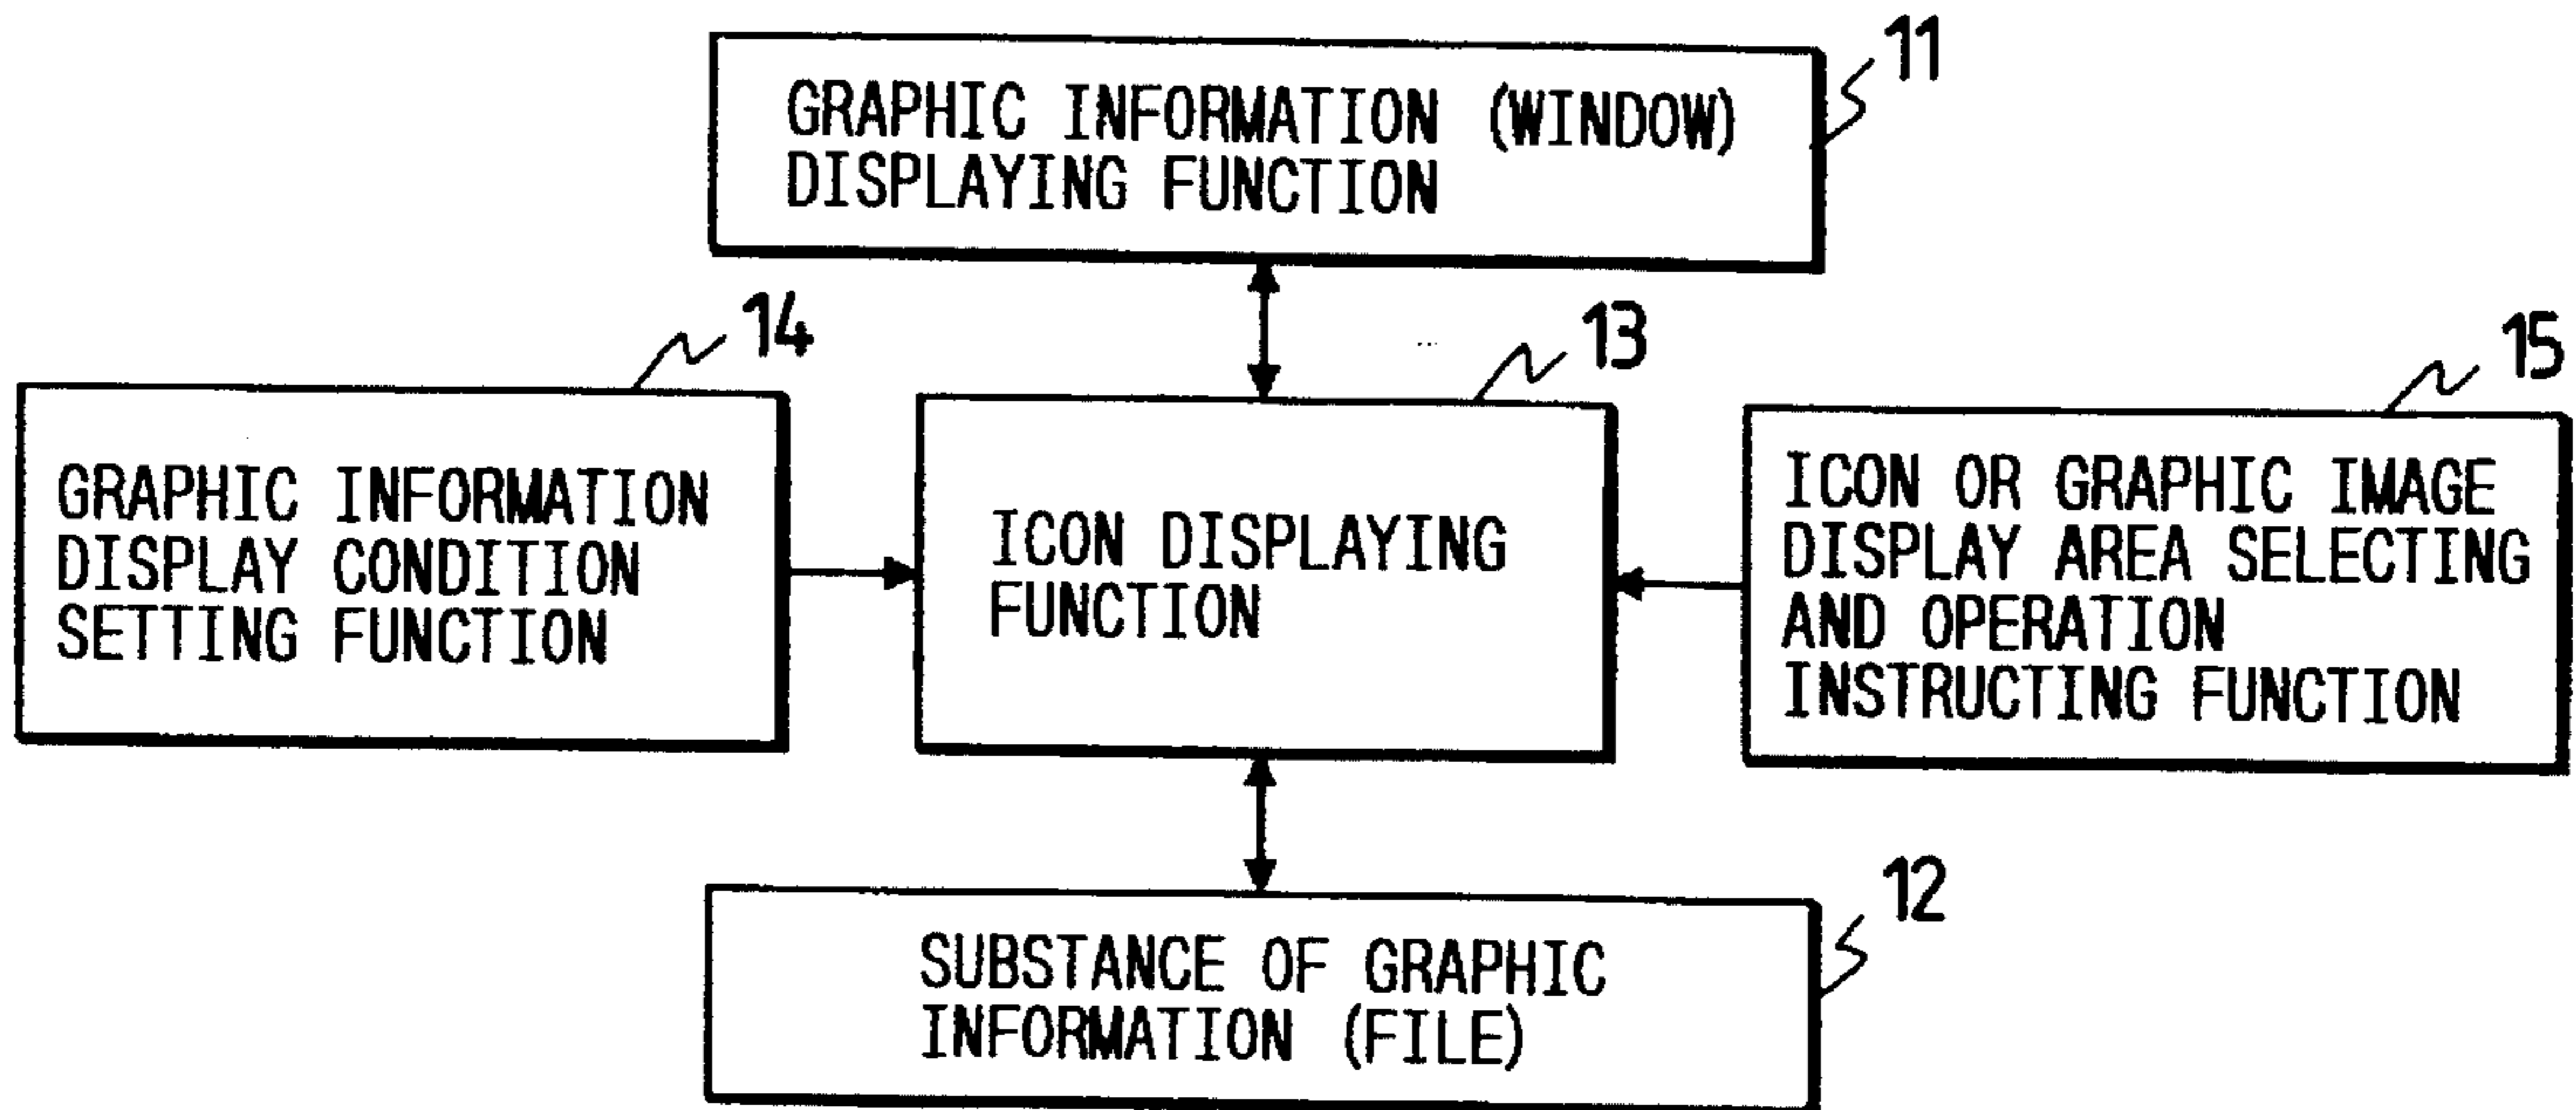 11
GRAPHIC INFORMATION (WINDOW)
DISPLAYING FUNCTION
14
GRAPHIC INFORMATION
DISPLAY CONDITION
SETTING FUNCTION
13
ICON DISPLAYING
FUNCTION
15
ICON OR GRAPHIC IMAGE
DISPLAY AREA SELECTING
AND OPERATION
INSTRUCTING FUNCTION
12
SUBSTANCE OF GRAPHIC
INFORMATION (FILE)